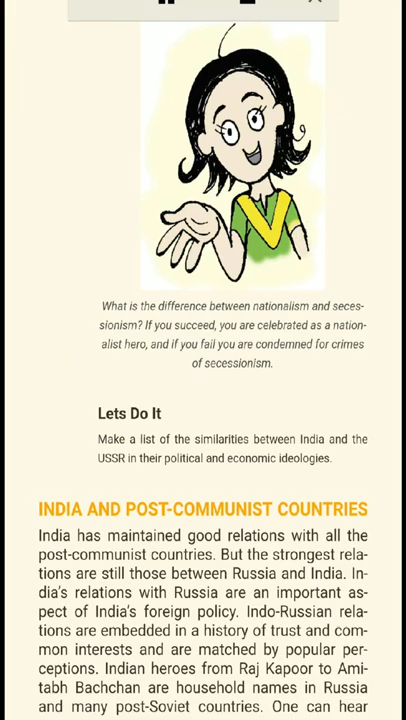 What is the difference between nationalism and seces-
sionism? If you succeed, you are celebrated as a nation-
alist hero, and if you fail you are condemned for crimes
of secessionism.
Lets Do It
Make a list of the similarities between India and the
USSR in their political and economic ideologies.
INDIA AND POST-COMMUNIST COUNTRIES
India has maintained good relations with all the
post-communist countries. But the strongest rela-
tions are still those between Russia and India. In-
dia's relations with Russia are an important as-
pect of India's foreign policy. Indo-Russian rela-
tions are embedded in a history of trust and com-
mon interests and are matched by popular per-
ceptions. Indian heroes from Raj Kapoor to Ami-
tabh Bachchan are household names in Russia
and many post-Soviet countries. One can hear